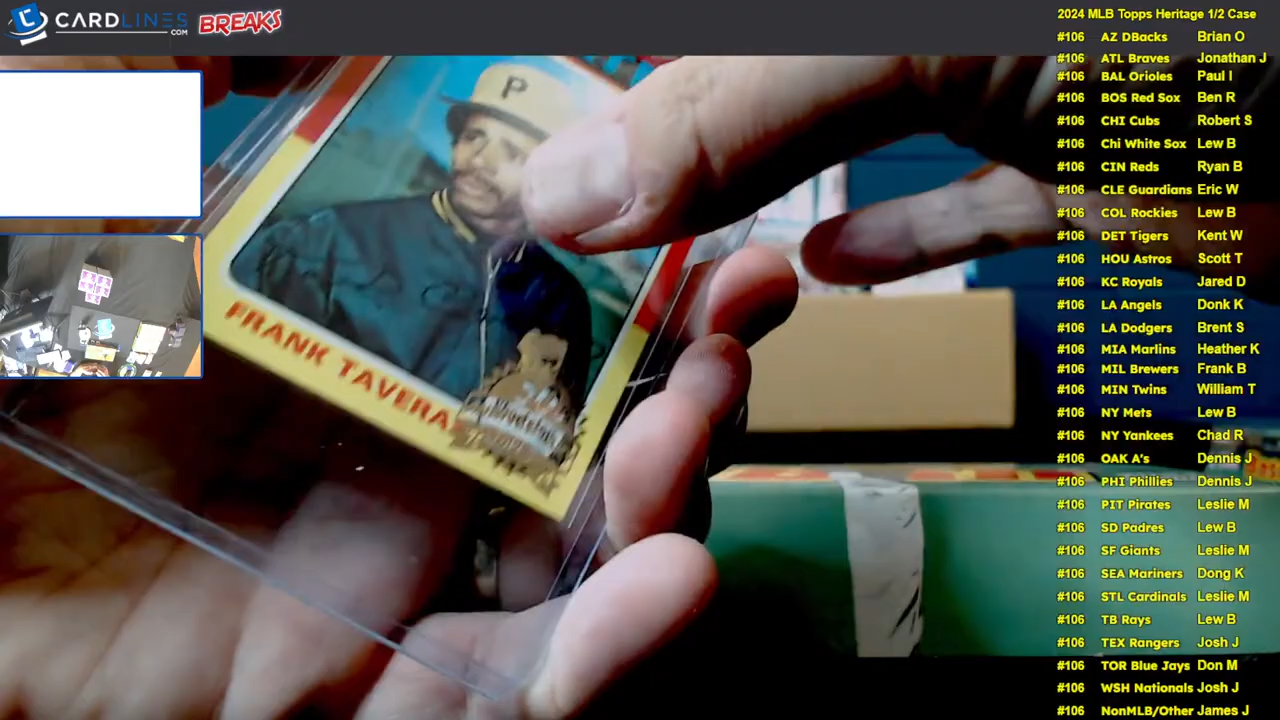 CARDLINES
.COM
BREAKS
2024 MLB Topps Heritage 1/2 Case
#106 AZ DBacks Brian O
#106 ATL Braves Jonathan J
#106 BAL Orioles Paul I
#106 BOS Red Sox Ben R
#106 CHI Cubs Robert S
#106 Chi White Sox Lew B
#106 CIN Reds Ryan B
#106 CLE Guardians Eric W
#106 COL Rockies Lew B
#106 DET Tigers Kent W
#106 HOU Astros Scott T
#106 KC Royals Jared D
#106 LA Angels Donk K
#106 LA Dodgers Brent S
#106 MIA Marlins Heather K
#106 MIL Brewers Frank B
#106 MIN Twins William T
#106 NY Mets Lew B
#106 NY Yankees Chad R
#106 OAK A's Dennis J
#106 PHI Phillies Dennis J
#106 PIT Pirates Leslie M
#106 SD Padres Lew B
#106 SF Giants Leslie M
#106 SEA Mariners Dong K
#106 STL Cardinals Leslie M
#106 TB Rays Lew B
#106 TEX Rangers Josh J
#106 TOR Blue Jays Don M
#106 WSH Nationals Josh J
#106 NonMLB/Other James J
P
FRANK TAVERA